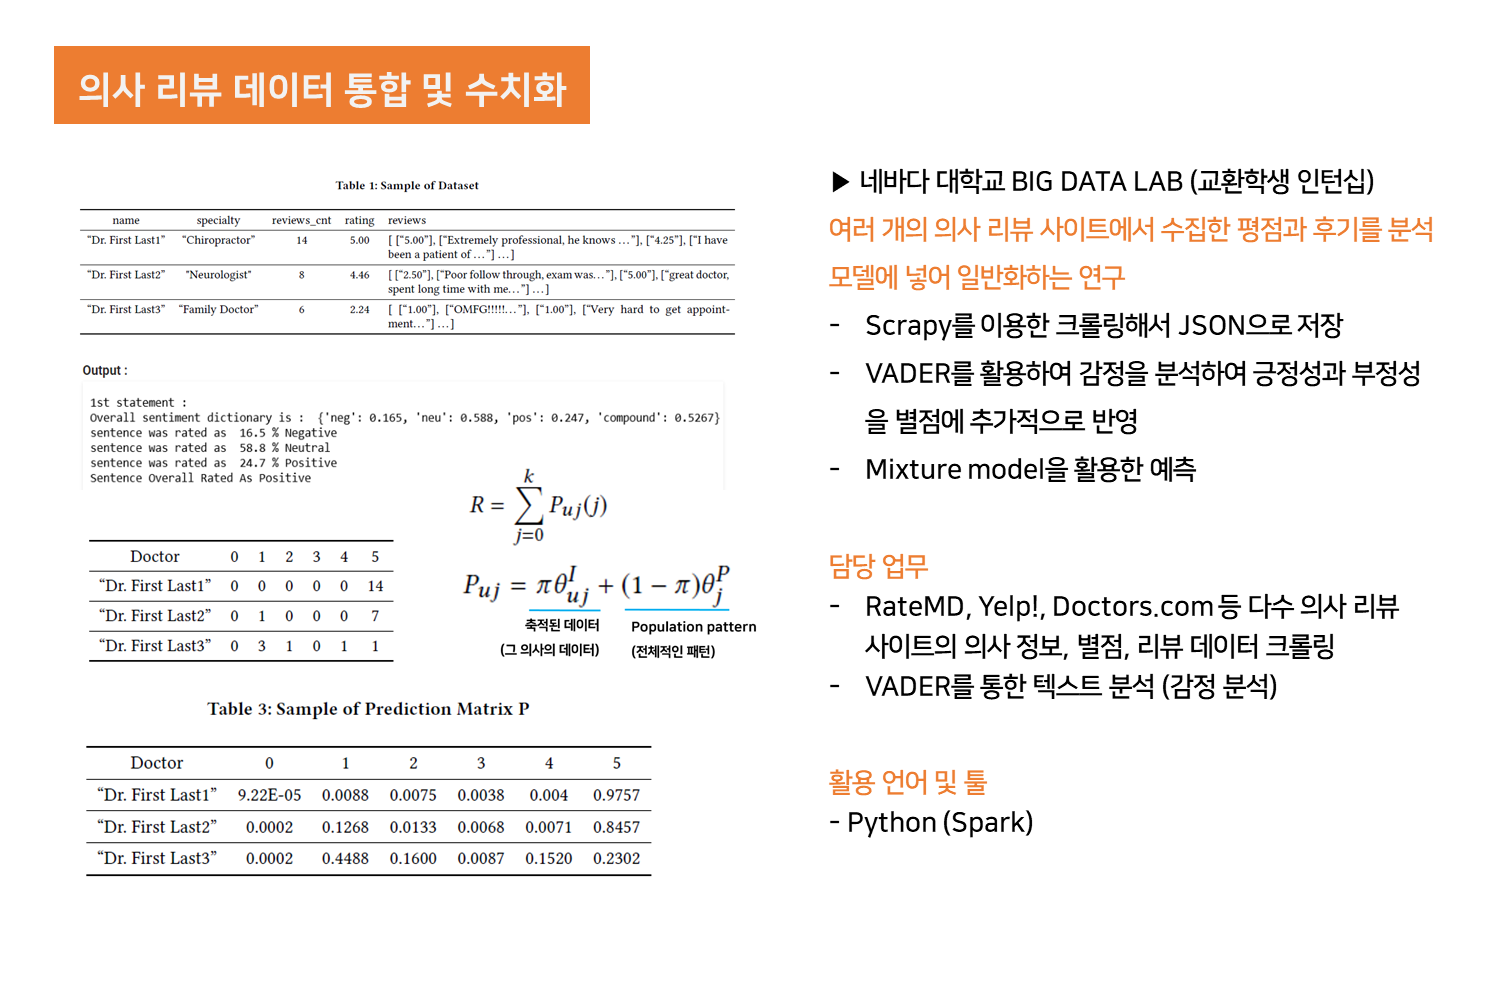 의사 리뷰 데이터 통합 및 수치화
Table 1: Sample of Dataset
name specialty reviews_cnt rating reviews
"Dr. First Last1" "Chiropractor" 14 5.00 [ ["5.00"], ["Extremely professional, he knows ..."], ["4.25"], ["I have
been a patient of ..."] ...]
"Dr. First Last2" "Neurologist" 8 4.46 [ ["2.50"], ["Poor follow through, exam was..."], ["5.00"], ["great doctor,
spent long time with me..."] ...]
"Dr. First Last3" "Family Doctor" 6 2.24 [ ["1.00"], ["OMFG!!!!!..."], ["1.00"], ["Very hard to get appoint-
ment..."] ...]
Output :
1st statement :
Overall sentiment dictionary is : {'neg': 0.165, 'neu': 0.588, 'pos': 0.247, 'compound': 0.5267}
sentence was rated as 16.5 % Negative
sentence was rated as 58.8 % Neutral
sentence was rated as 24.7 % Positive
Sentence Overall Rated As Positive
R = ∑_{j=0}^{k} P_{uj}(j)
P_{uj} = πθ^I_{uj} + (1 − π)θ^P_j
축적된 데이터 Population pattern
(그 의사의 데이터) (전체적인 패턴)
Doctor 0 1 2 3 4 5
"Dr. First Last1" 0 0 0 0 0 14
"Dr. First Last2" 0 1 0 0 0 7
"Dr. First Last3" 0 3 1 0 1 1
Table 3: Sample of Prediction Matrix P
Doctor 0 1 2 3 4 5
"Dr. First Last1" 9.22E-05 0.0088 0.0075 0.0038 0.004 0.9757
"Dr. First Last2" 0.0002 0.1268 0.0133 0.0068 0.0071 0.8457
"Dr. First Last3" 0.0002 0.4488 0.1600 0.0087 0.1520 0.2302
▶ 네바다 대학교 BIG DATA LAB (교환학생 인턴십)
여러 개의 의사 리뷰 사이트에서 수집한 평점과 후기를 분석
모델에 넣어 일반화하는 연구
- Scrapy를 이용한 크롤링해서 JSON으로 저장
- VADER를 활용하여 감정을 분석하여 긍정성과 부정성
을 별점에 추가적으로 반영
- Mixture model을 활용한 예측
담당 업무
- RateMD, Yelp!, Doctors.com 등 다수 의사 리뷰
사이트의 의사 정보, 별점, 리뷰 데이터 크롤링
- VADER를 통한 텍스트 분석 (감정 분석)
활용 언어 및 툴
- Python (Spark)